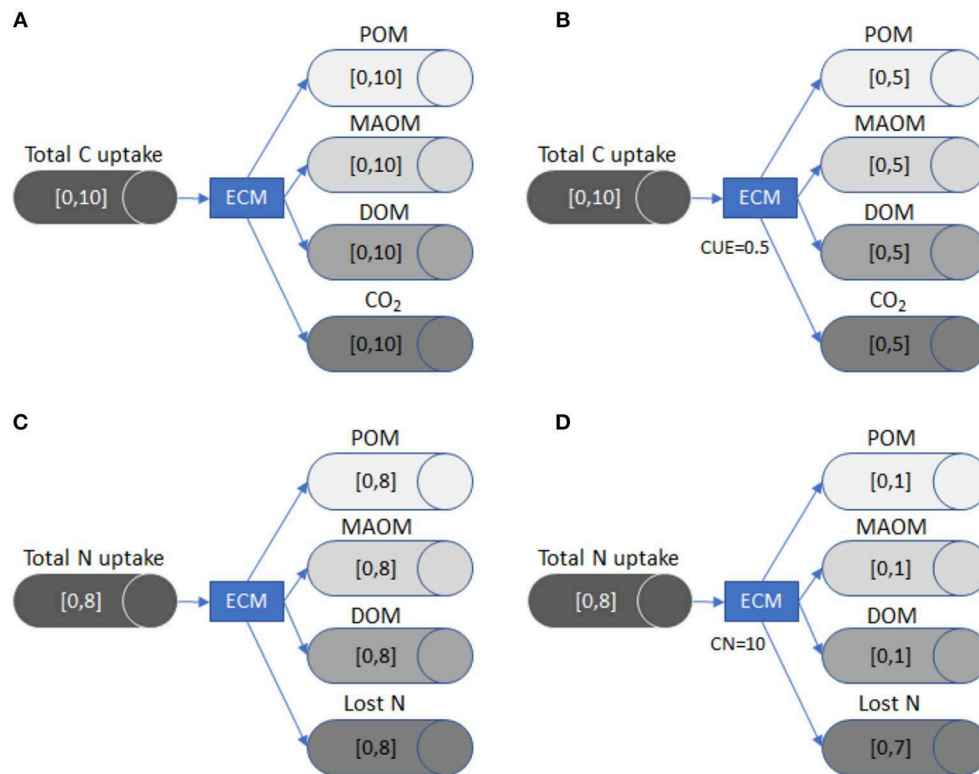 A
POM
[0,10]
MAOM
Total C uptake
[0,10]
[0,10]
ECM
DOM
[0,10]
CO₂
[0,10]
B
POM
[0,5]
MAOM
Total C uptake
[0,5]
[0,10]
ECM
DOM
CUE=0.5
[0,5]
CO₂
[0,5]
C
POM
[0,8]
MAOM
Total N uptake
[0,8]
[0,8]
ECM
DOM
[0,8]
Lost N
[0,8]
D
POM
[0,1]
MAOM
Total N uptake
[0,1]
[0,8]
ECM
DOM
CN=10
[0,1]
Lost N
[0,7]